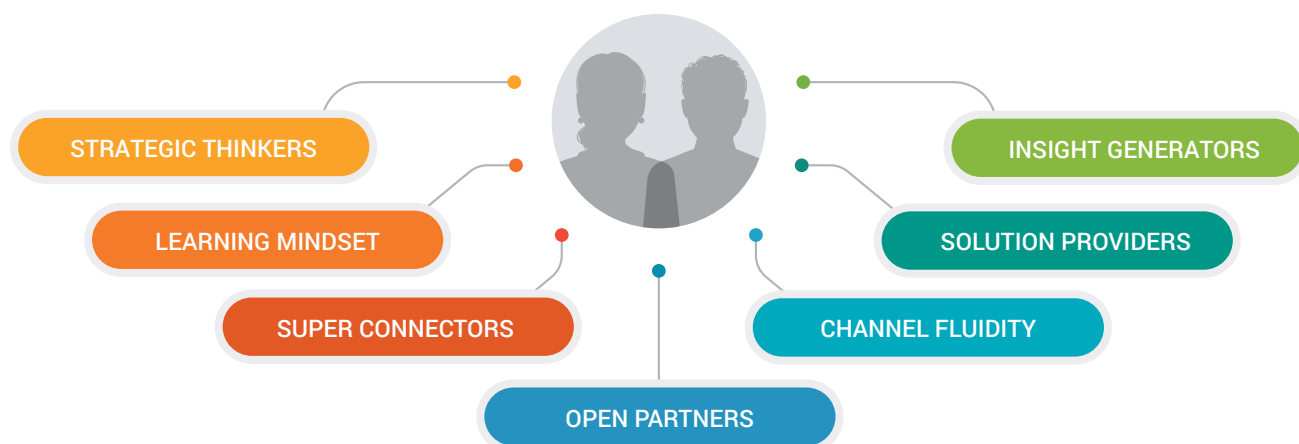 STRATEGIC THINKERS
INSIGHT GENERATORS
LEARNING MINDSET
SOLUTION PROVIDERS
SUPER CONNECTORS
CHANNEL FLUIDITY
OPEN PARTNERS